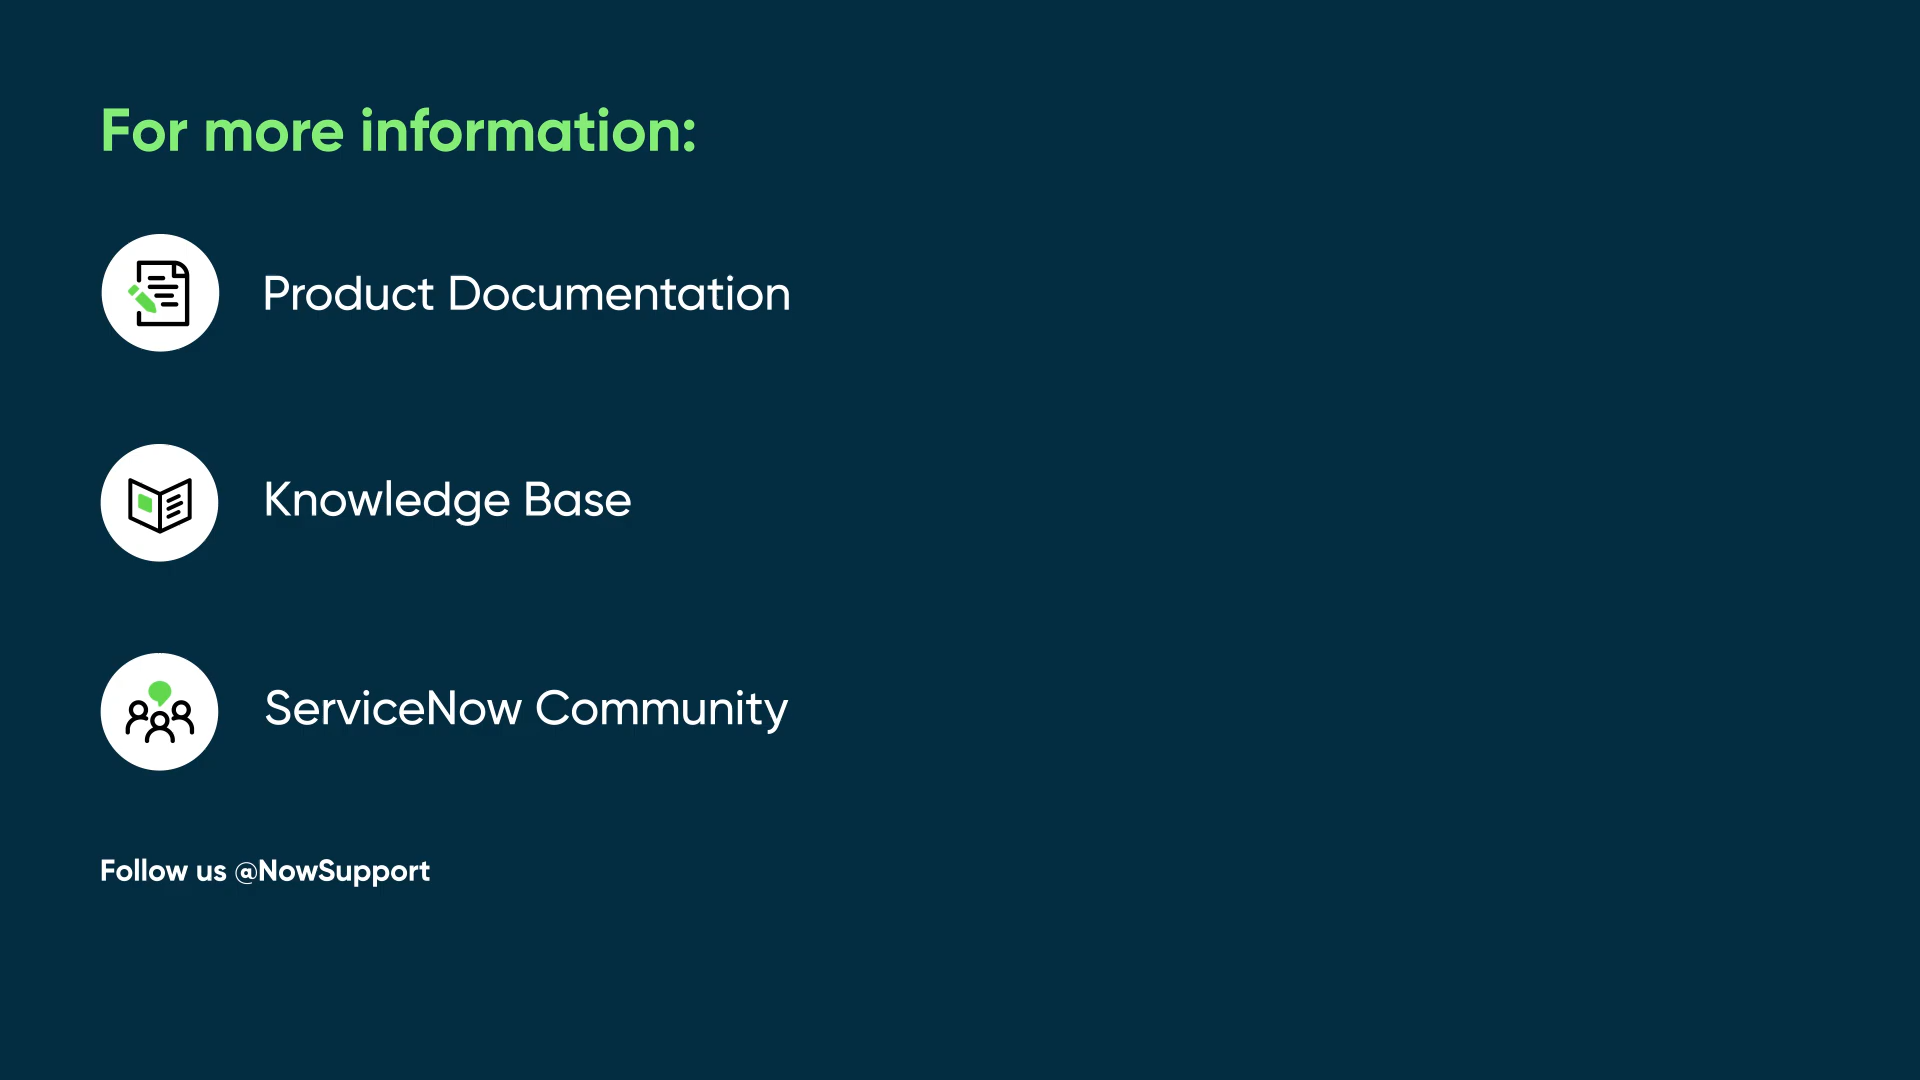 For more information:
Product Documentation
Knowledge Base
ServiceNow Community
Follow us @NowSupport